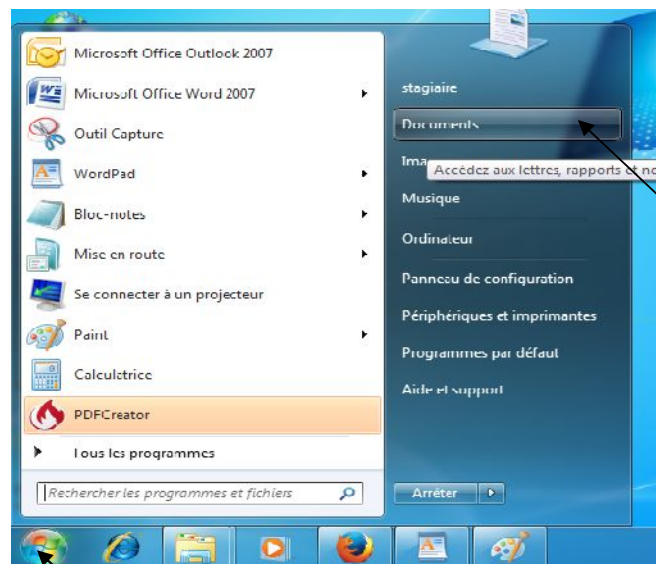 Microsoft Office Outlook 2007
Microsoft Office Word 2007
Outil Capture
WordPad
Bloc-notes
Mise en route
Se connecter à un projecteur
Paint
Calculatrice
PDFCreator
Tous les programmes
Rechercher les programmes et fichiers
stagiaire
Documents
Ima
Accédez aux lettres, rapports et no
Musique
Ordinateur
Panneau de configuration
Périphériques et imprimantes
Programmes par défaut
Aide et support
Arrêter